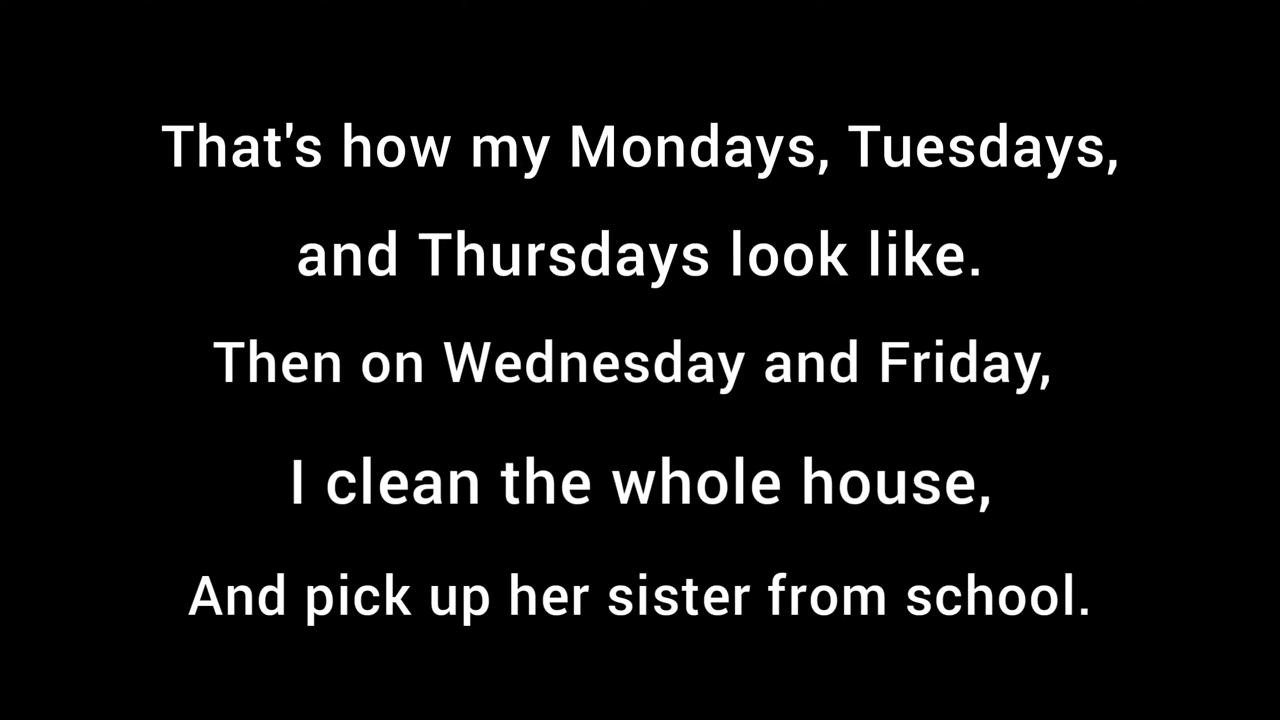 That's how my Mondays, Tuesdays,
and Thursdays look like.
Then on Wednesday and Friday,
I clean the whole house,
And pick up her sister from school.